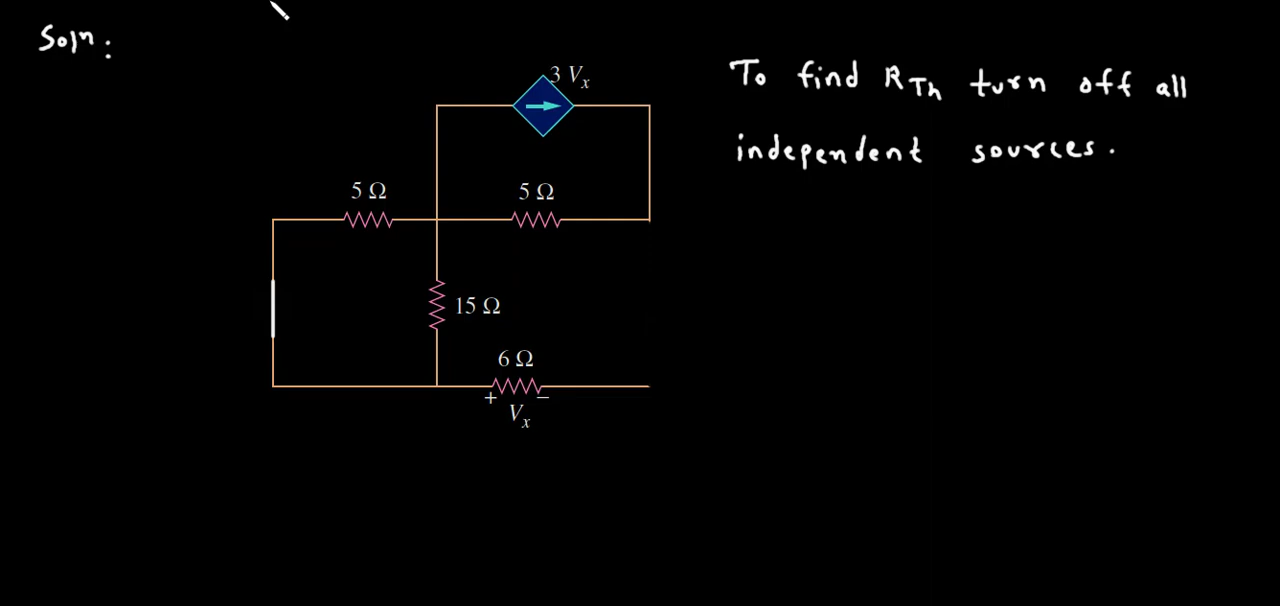 Soln:
To find RTh turn off all
independent sources.
3 Vx
5 Ω
5 Ω
15 Ω
6 Ω
+ −
Vx